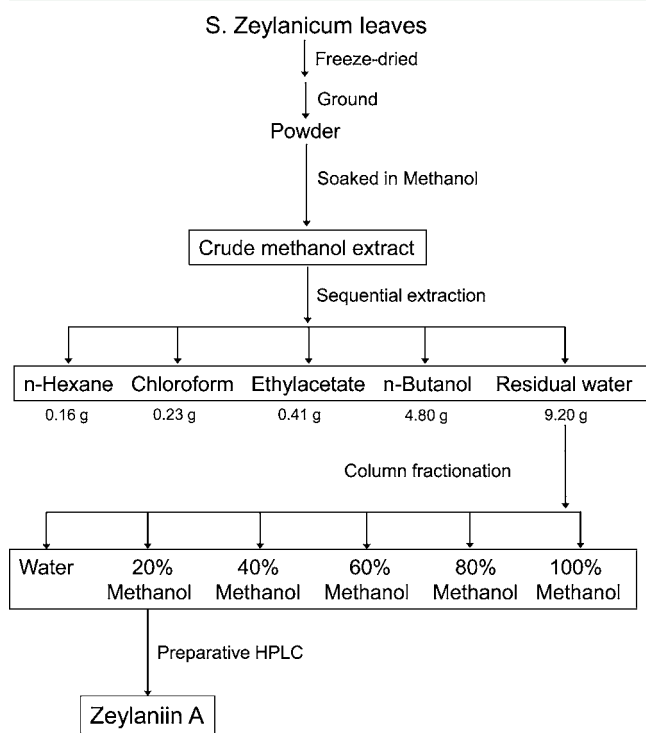 S. Zeylanicum leaves
Freeze-dried
Ground
Powder
Soaked in Methanol
Crude methanol extract
Sequential extraction
n-Hexane Chloroform Ethylacetate n-Butanol Residual water
0.16 g 0.23 g 0.41 g 4.80 g 9.20 g
Column fractionation
Water 20% 40% 60% 80% 100%
Methanol Methanol Methanol Methanol Methanol
Preparative HPLC
Zeylaniin A